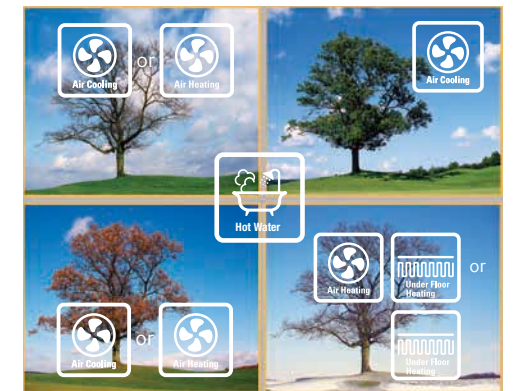 or
Air Cooling
Air Heating
Air Cooling
Hot Water
or
Air Cooling
Air Heating
Air Heating
Under Floor
Heating
or
Under Floor
Heating